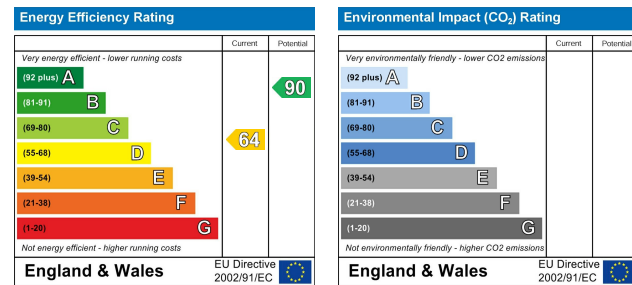 Energy Efficiency Rating
Current Potential
Very energy efficient - lower running costs
(92 plus) A
(81-91) B
(69-80) C
(55-68) D
(39-54) E
(21-38) F
(1-20) G
64
90
Not energy efficient - higher running costs
England & Wales
EU Directive
2002/91/EC
Environmental Impact (CO₂) Rating
Current Potential
Very environmentally friendly - lower CO2 emissions
(92 plus) A
(81-91) B
(69-80) C
(55-68) D
(39-54) E
(21-38) F
(1-20) G
Not environmentally friendly - higher CO2 emissions
England & Wales
EU Directive
2002/91/EC